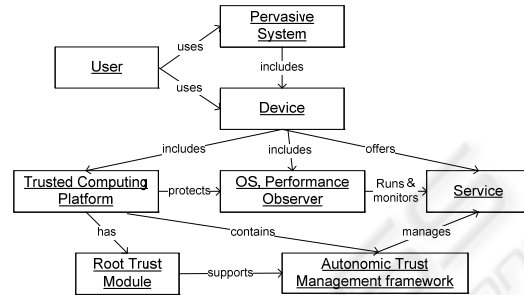 Pervasive
System
uses
User
includes
uses
Device
includes
includes
offers
Trusted Computing
Platform
protects
OS, Performance
Observer
Runs &
monitors
Service
has
contains
manages
Root Trust
Module
supports
Autonomic Trust
Management framework